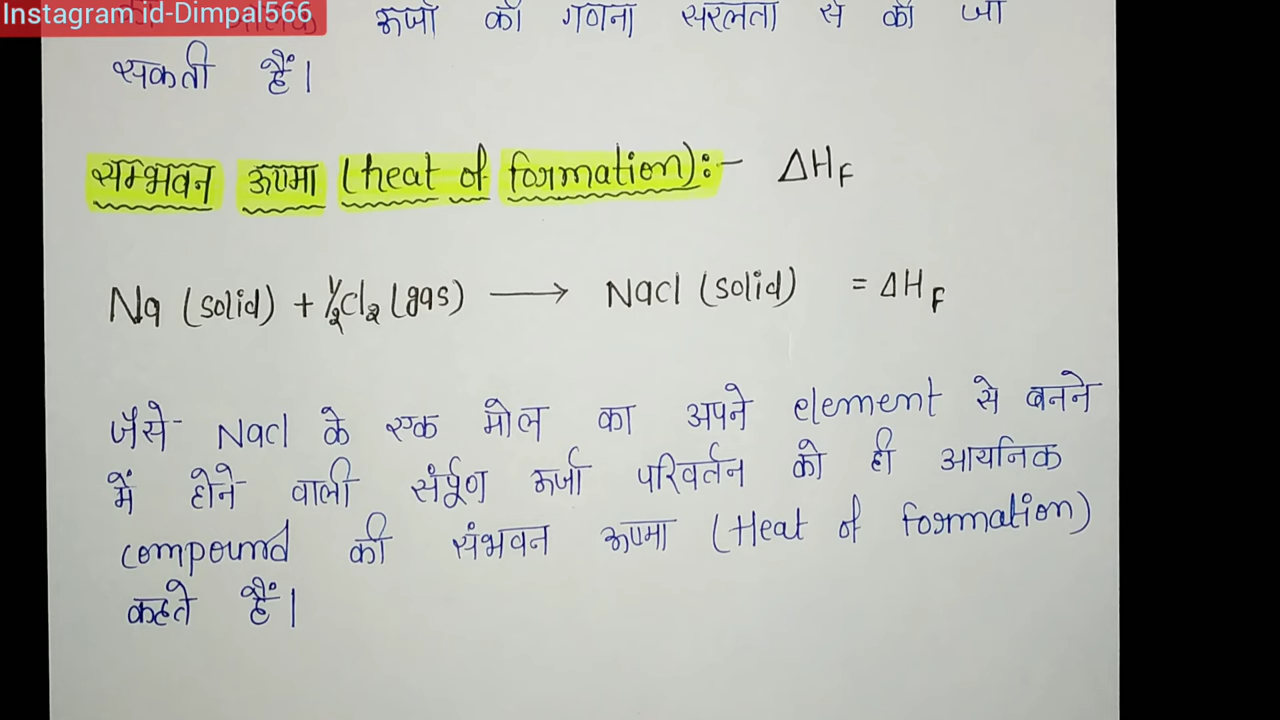 Instagram id-Dimpal566
ऊर्जा की गणना सरलता से की जा
सकती हैं।
सम्भवन ऊष्मा (heat of formation):- ΔHF
Na (solid) + 1/2Cl2 (gas) ⟶ Nacl (solid) = ΔHF
जैसे- Nacl के एक मोल का अपने element से बनने
में होने वाली संर्पूण ऊर्जा परिवर्तन को ही आयनिक
compound की संभवन ऊष्मा (Heat of formation)
कहते हैं।